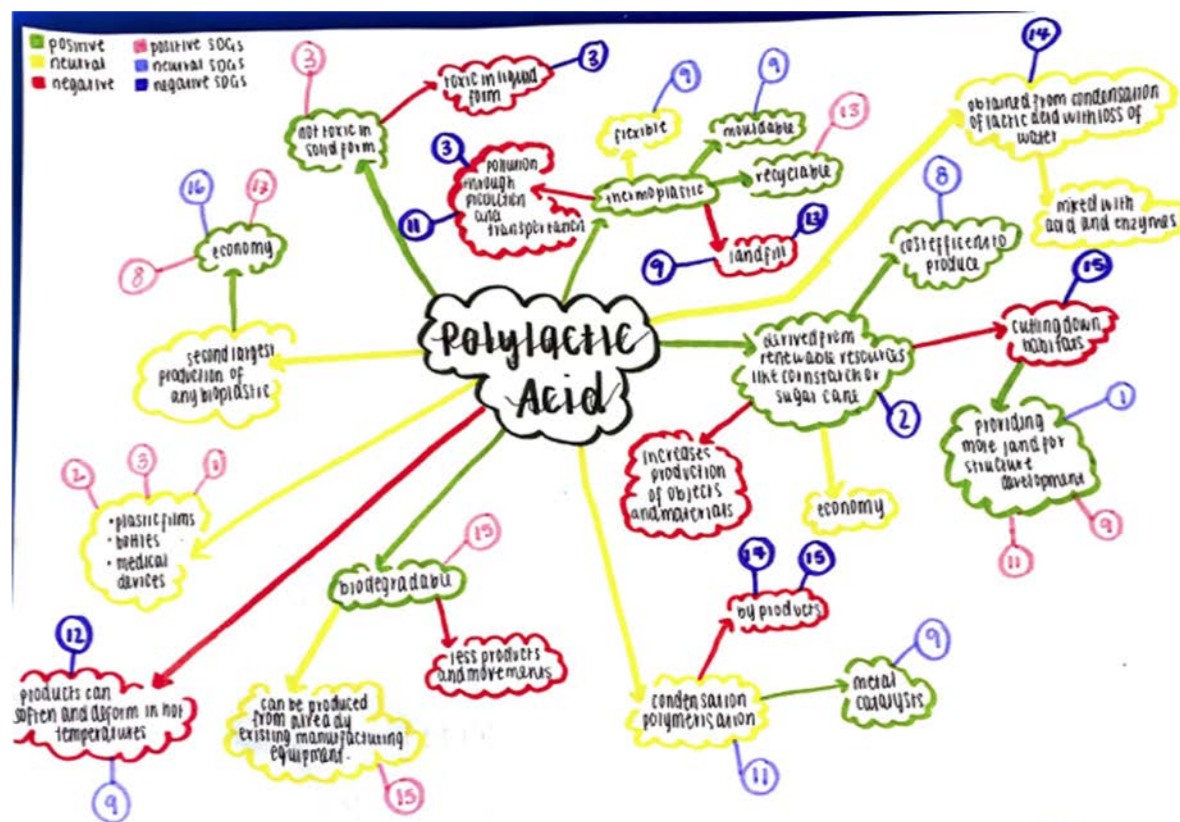 positive
neutral
negative
positive SDGs
neutral SDGs
negative SDGs
3
not toxic in
solid form
toxic in liquid
form
3
3
11
pollution
through
production
and
transportation
9
flexible
9
mouldable
13
recyclable
thermoplastic
9
12
landfill
14
obtained from condensation
of lactic acid with loss of
water
mixed with
acid and enzymes
16
economy
8
8
cost efficient to
produce
15
cutting down
habitats
Polylactic
Acid
second largest
production of
any bioplastic
derived from
renewable resources
like cornstarch or
sugar cane
2
1
providing
more land for
structure
development
9
11
increases
production
of objects
and materials
economy
2
3
1
• plastic films
• bottles
• medical
devices
15
biodegradable
less products
and movements
14
15
by products
9
metal
catalysts
condensation
polymerisation
11
12
products can
soften and deform in hot
temperatures
9
can be produced
from already
existing manufacturing
equipment.
15